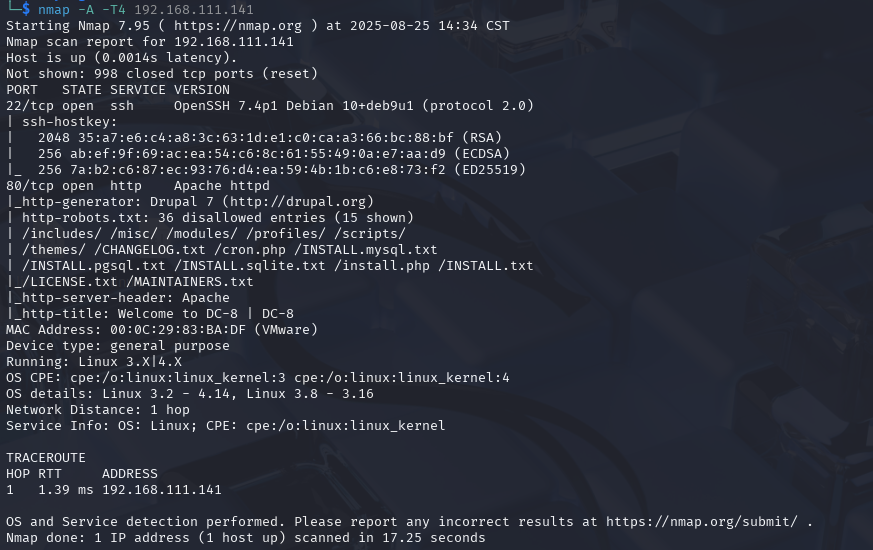 └─$ nmap -A -T4 192.168.111.141
Starting Nmap 7.95 ( https://nmap.org ) at 2025-08-25 14:34 CST
Nmap scan report for 192.168.111.141
Host is up (0.0014s latency).
Not shown: 998 closed tcp ports (reset)
PORT   STATE SERVICE VERSION
22/tcp open  ssh     OpenSSH 7.4p1 Debian 10+deb9u1 (protocol 2.0)
| ssh-hostkey:
|   2048 35:a7:e6:c4:a8:3c:63:1d:e1:c0:ca:a3:66:bc:88:bf (RSA)
|   256 ab:ef:9f:69:ac:ea:54:c6:8c:61:55:49:0a:e7:aa:d9 (ECDSA)
|_  256 7a:b2:c6:87:ec:93:76:d4:ea:59:4b:1b:c6:e8:73:f2 (ED25519)
80/tcp open  http    Apache httpd
|_http-generator: Drupal 7 (http://drupal.org)
| http-robots.txt: 36 disallowed entries (15 shown)
| /includes/ /misc/ /modules/ /profiles/ /scripts/
| /themes/ /CHANGELOG.txt /cron.php /INSTALL.mysql.txt
| /INSTALL.pgsql.txt /INSTALL.sqlite.txt /install.php /INSTALL.txt
|_/LICENSE.txt /MAINTAINERS.txt
|_http-server-header: Apache
|_http-title: Welcome to DC-8 | DC-8
MAC Address: 00:0C:29:83:BA:DF (VMware)
Device type: general purpose
Running: Linux 3.X|4.X
OS CPE: cpe:/o:linux:linux_kernel:3 cpe:/o:linux:linux_kernel:4
OS details: Linux 3.2 - 4.14, Linux 3.8 - 3.16
Network Distance: 1 hop
Service Info: OS: Linux; CPE: cpe:/o:linux:linux_kernel

TRACEROUTE
HOP RTT     ADDRESS
1   1.39 ms 192.168.111.141

OS and Service detection performed. Please report any incorrect results at https://nmap.org/submit/ .
Nmap done: 1 IP address (1 host up) scanned in 17.25 seconds